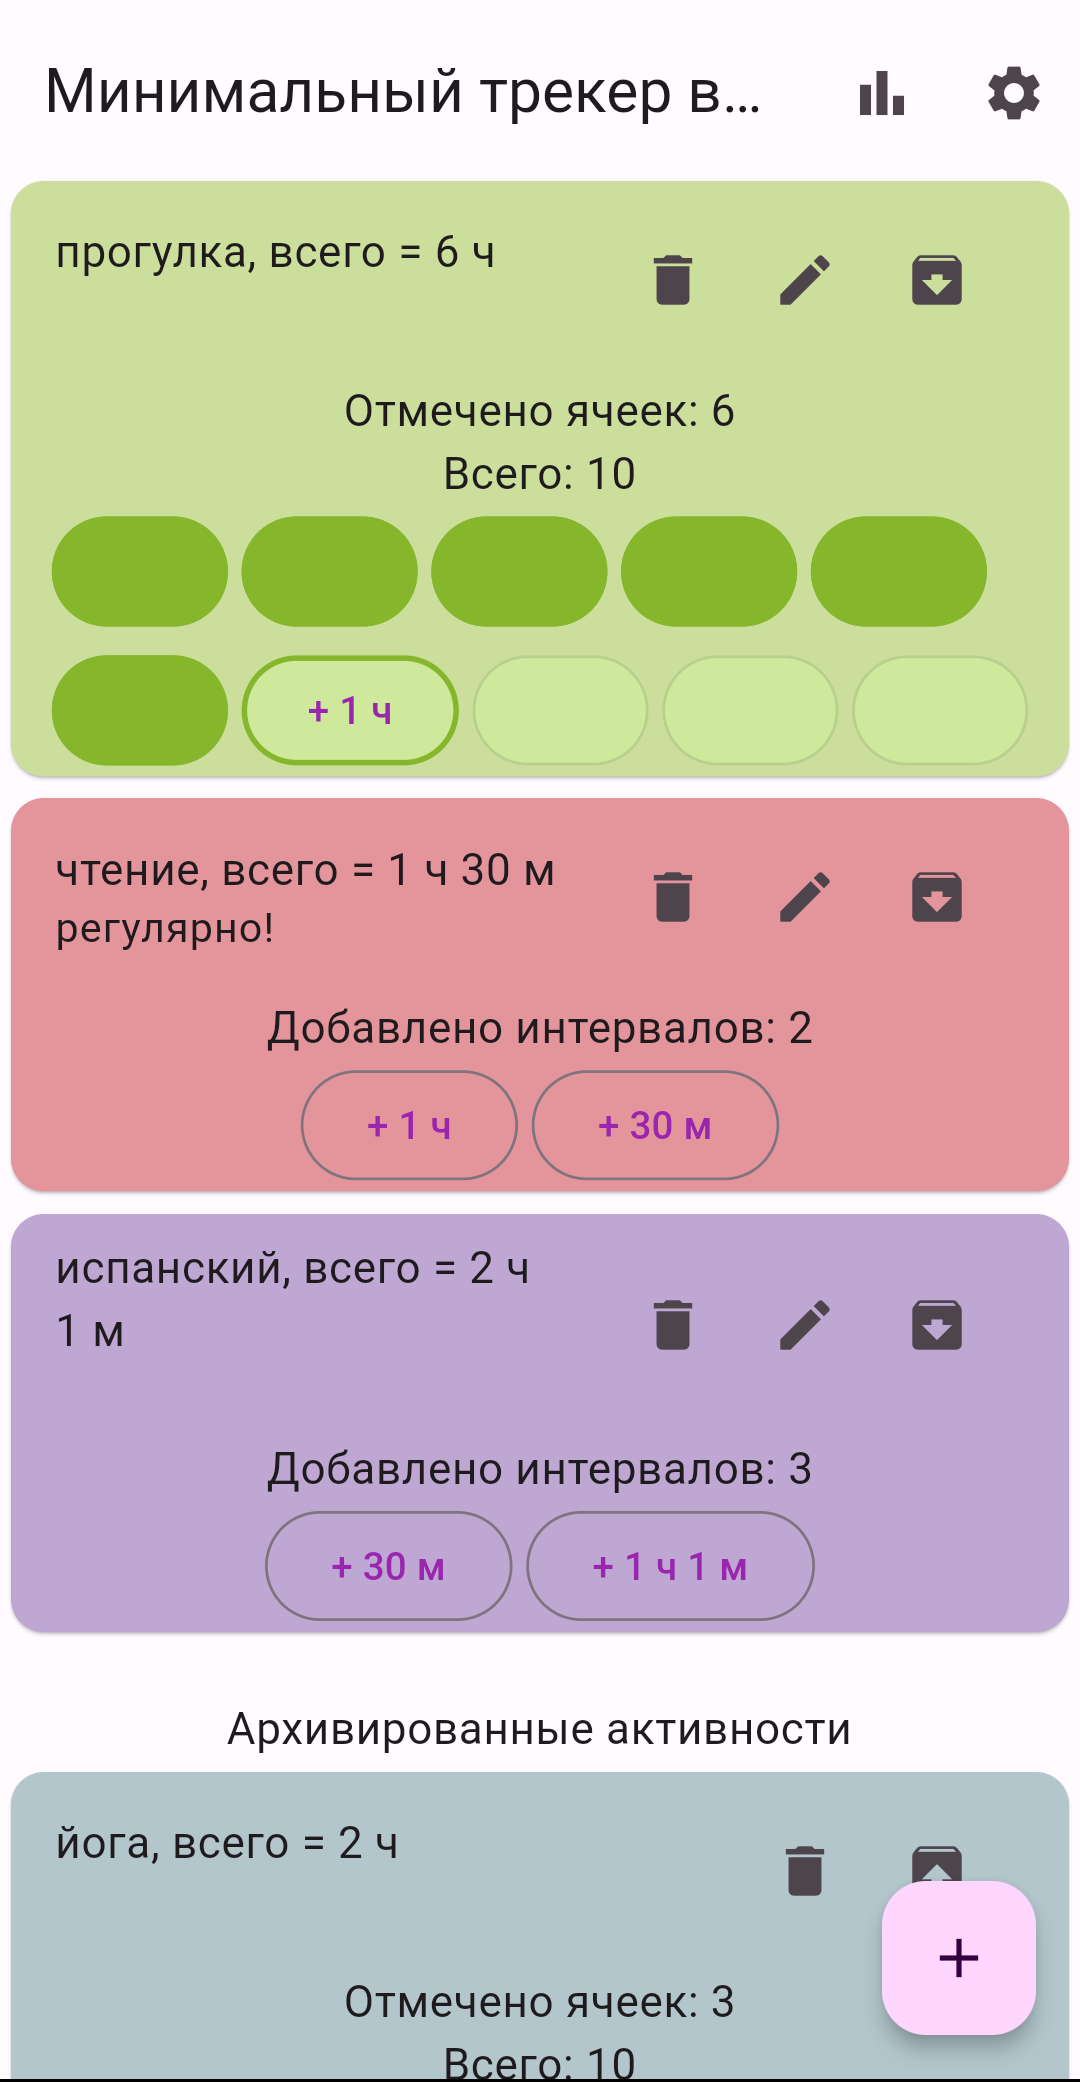 Минимальный трекер в...
прогулка, всего = 6 ч
Отмечено ячеек: 6
Всего: 10
+ 1 ч
чтение, всего = 1 ч 30 м
регулярно!
Добавлено интервалов: 2
+ 1 ч
+ 30 м
испанский, всего = 2 ч
1 м
Добавлено интервалов: 3
+ 30 м
+ 1 ч 1 м
Архивированные активности
йога, всего = 2 ч
Отмечено ячеек: 3
Всего: 10